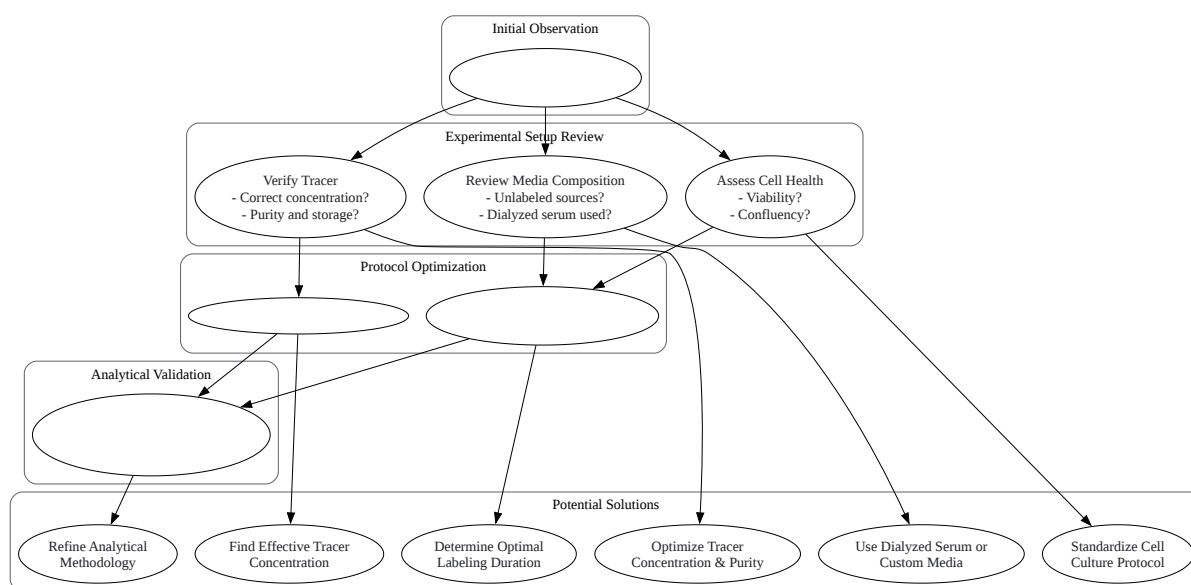 Initial Observation
Experimental Setup Review
Verify Tracer
- Correct concentration?
- Purity and storage?
Review Media Composition
- Unlabeled sources?
- Dialyzed serum used?
Assess Cell Health
- Viability?
- Confluency?
Protocol Optimization
Analytical Validation
Potential Solutions
Refine Analytical
Methodology
Find Effective Tracer
Concentration
Determine Optimal
Labeling Duration
Optimize Tracer
Concentration & Purity
Use Dialyzed Serum or
Custom Media
Standardize Cell
Culture Protocol